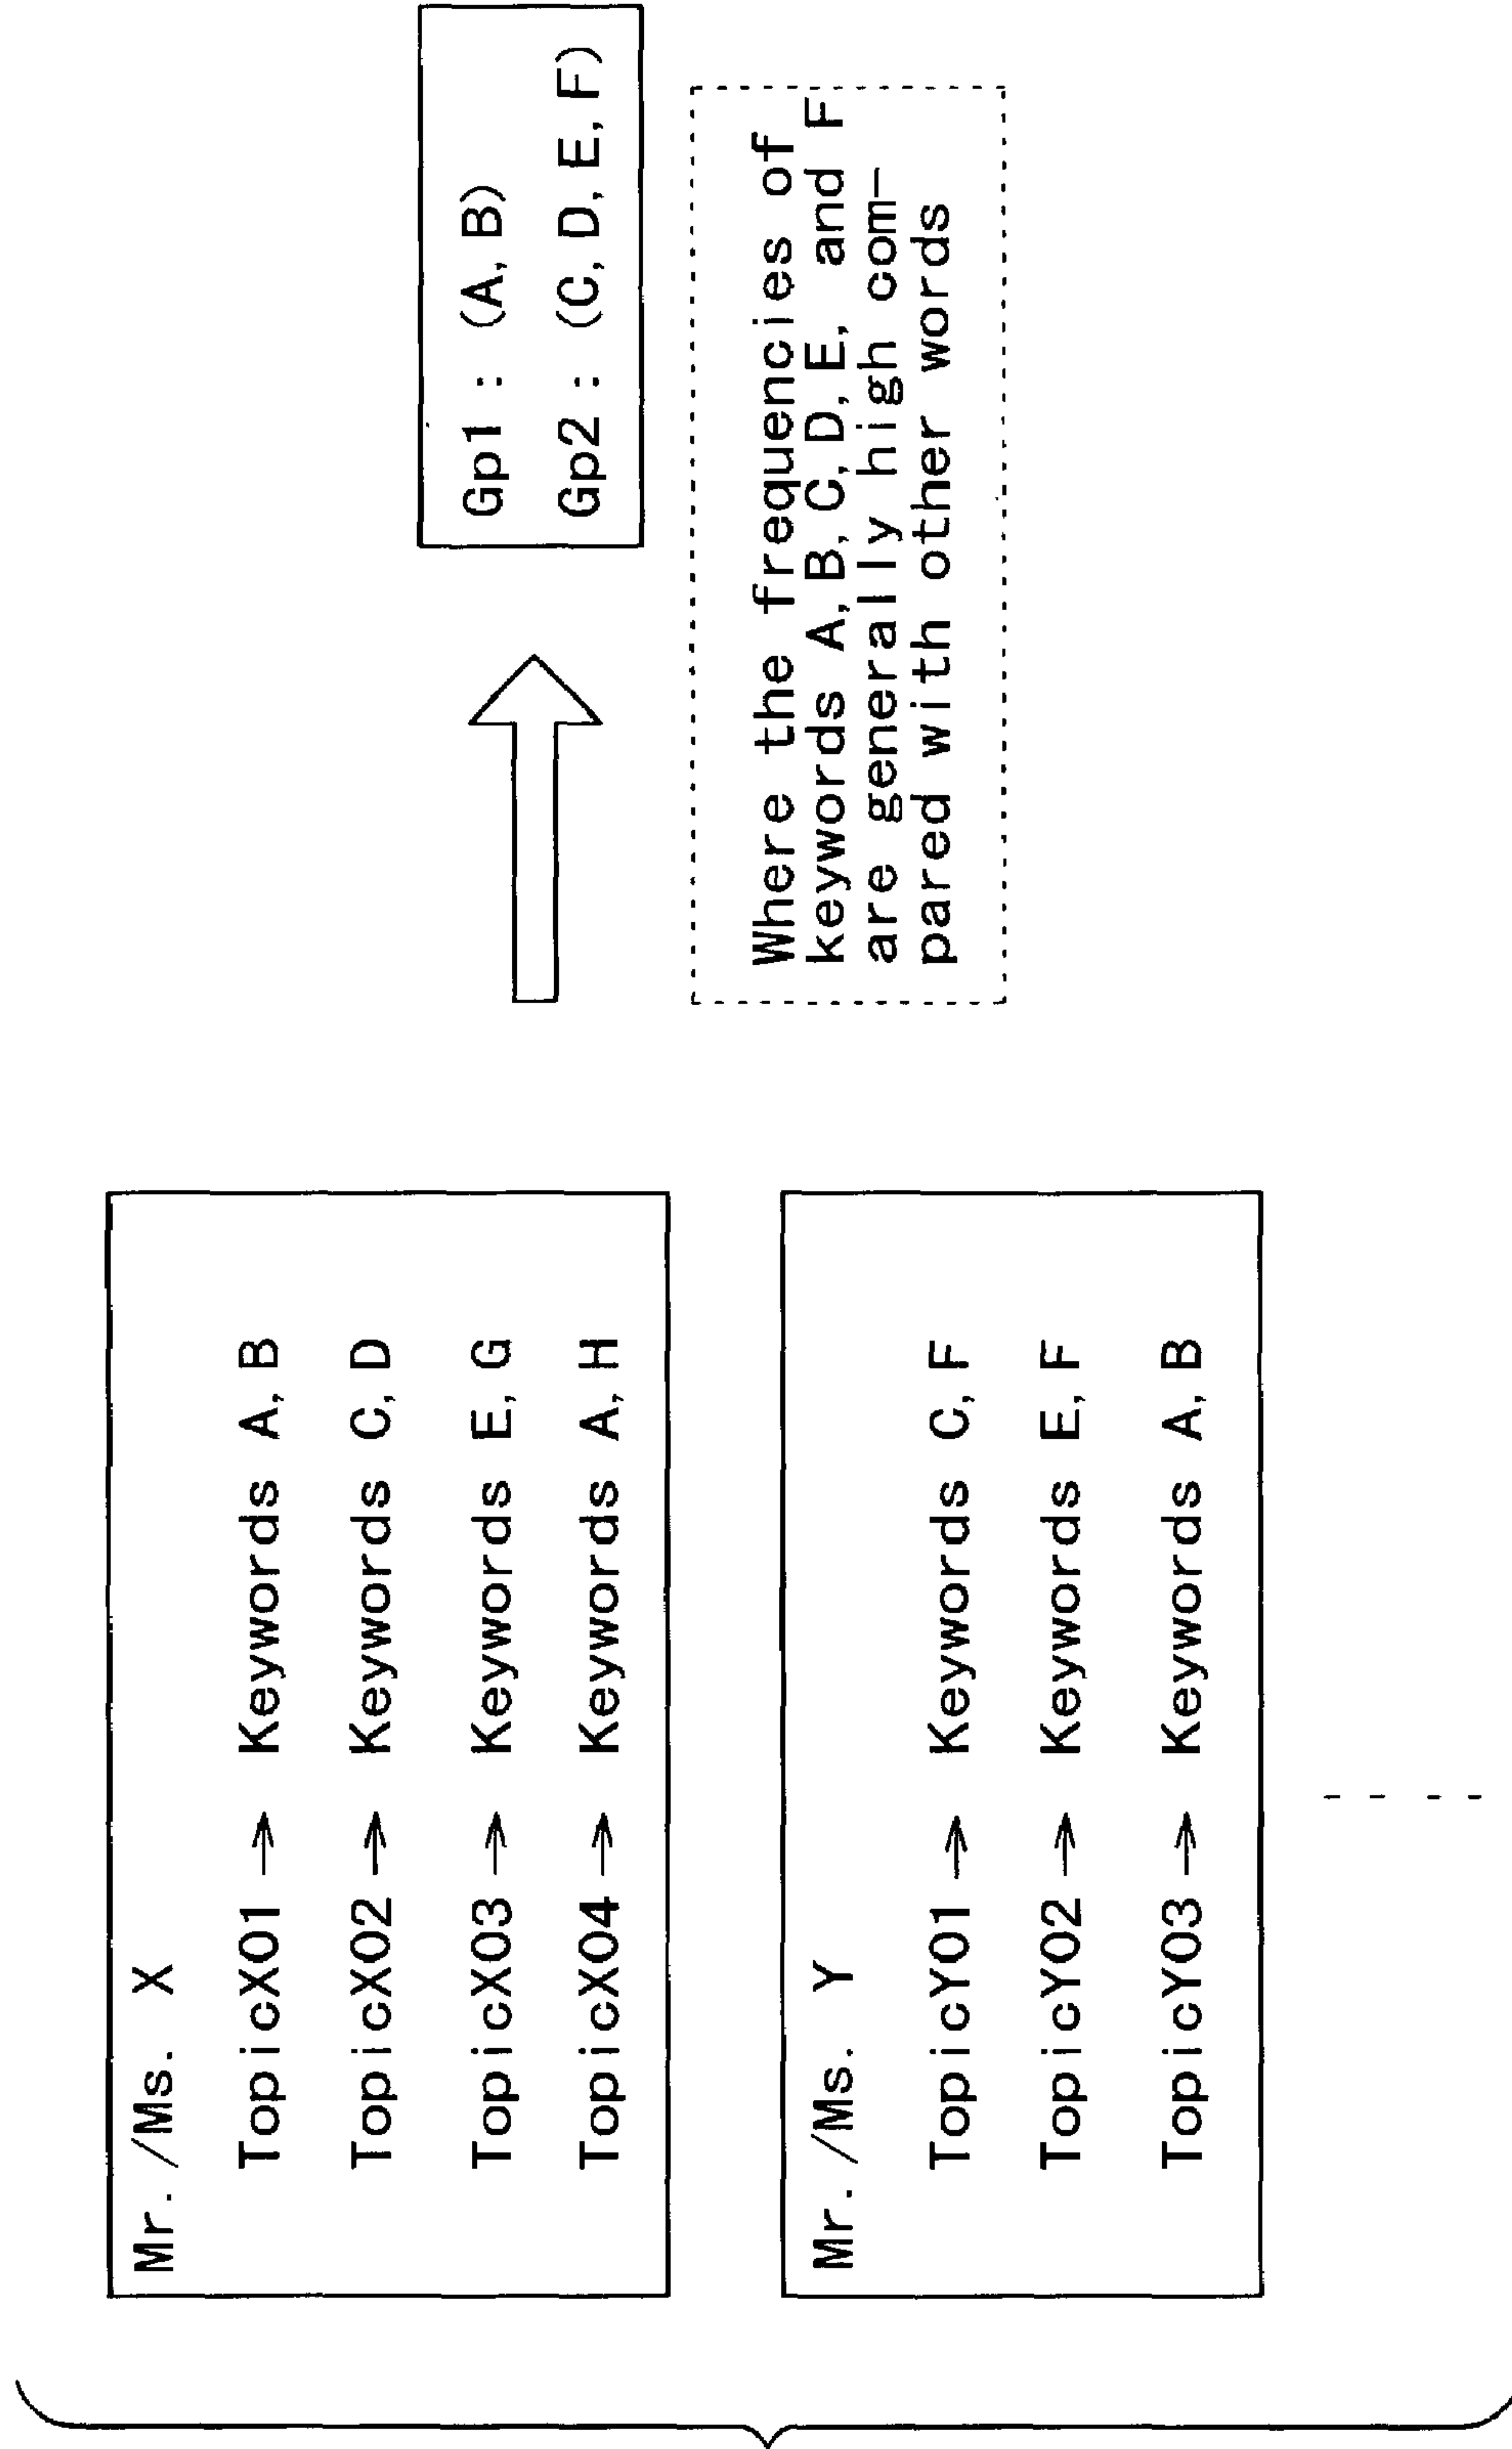 Mr./Ms. X
TopicX01 → Keywords A, B
TopicX02 → Keywords C, D
TopicX03 → Keywords E, G
TopicX04 → Keywords A, H
Mr./Ms. Y
TopicY01 → Keywords C, F
TopicY02 → Keywords E, F
TopicY03 → Keywords A, B
Gp1 : (A, B)
Gp2 : (C, D, E, F)
Where the frequencies of
keywords A, B, C, D, E, and F
are generally high com-
pared with other words